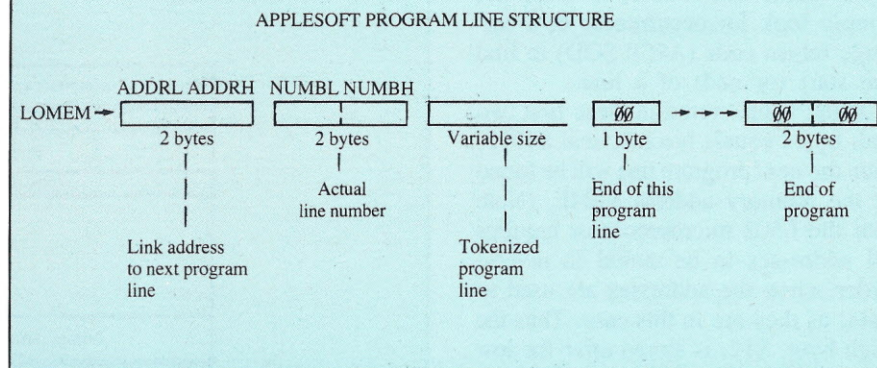 APPLESOFT PROGRAM LINE STRUCTURE
ADDRL ADDRH NUMBL NUMBH
LOMEM ØØ ØØ ØØ
2 bytes 2 bytes Variable size 1 byte 2 bytes
Actual
line number
End of this
program
line
End of
program
Link address
to next program
line
Tokenized
program
line